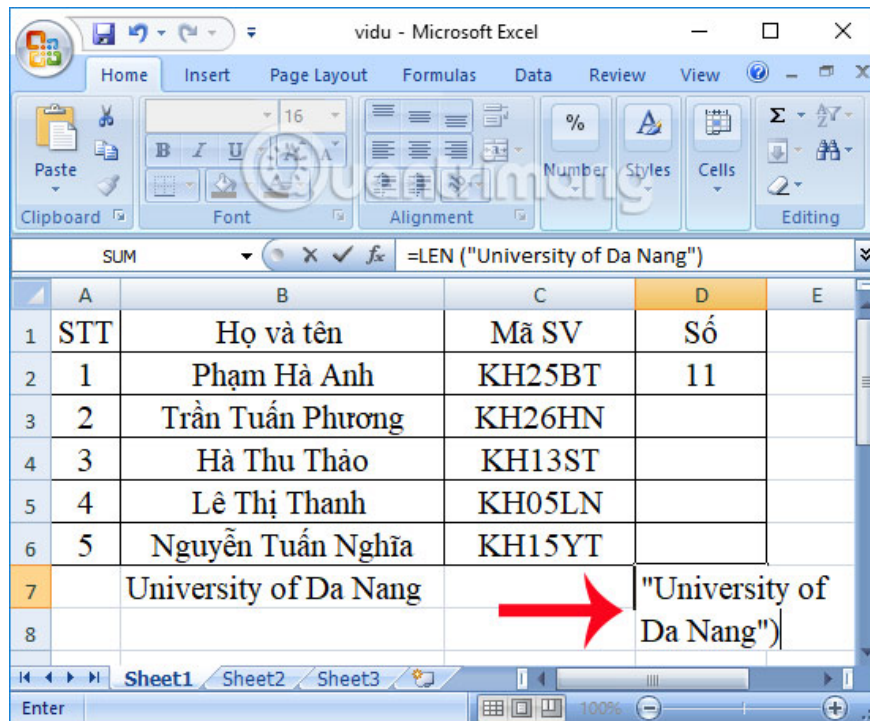 vidu - Microsoft Excel
Home Insert Page Layout Formulas Data Review View
16
%
Paste B I U Number Styles Cells
Quantrimang
Clipboard Font Alignment Editing
SUM fx =LEN ("University of Da Nang")
A B C D E
1 STT Họ và tên Mã SV Số
2 1 Phạm Hà Anh KH25BT 11
3 2 Trần Tuấn Phương KH26HN
4 3 Hà Thu Thảo KH13ST
5 4 Lê Thị Thanh KH05LN
6 5 Nguyễn Tuấn Nghĩa KH15YT
7 University of Da Nang "University of
8 Da Nang")
Sheet1 Sheet2 Sheet3
Enter 100%